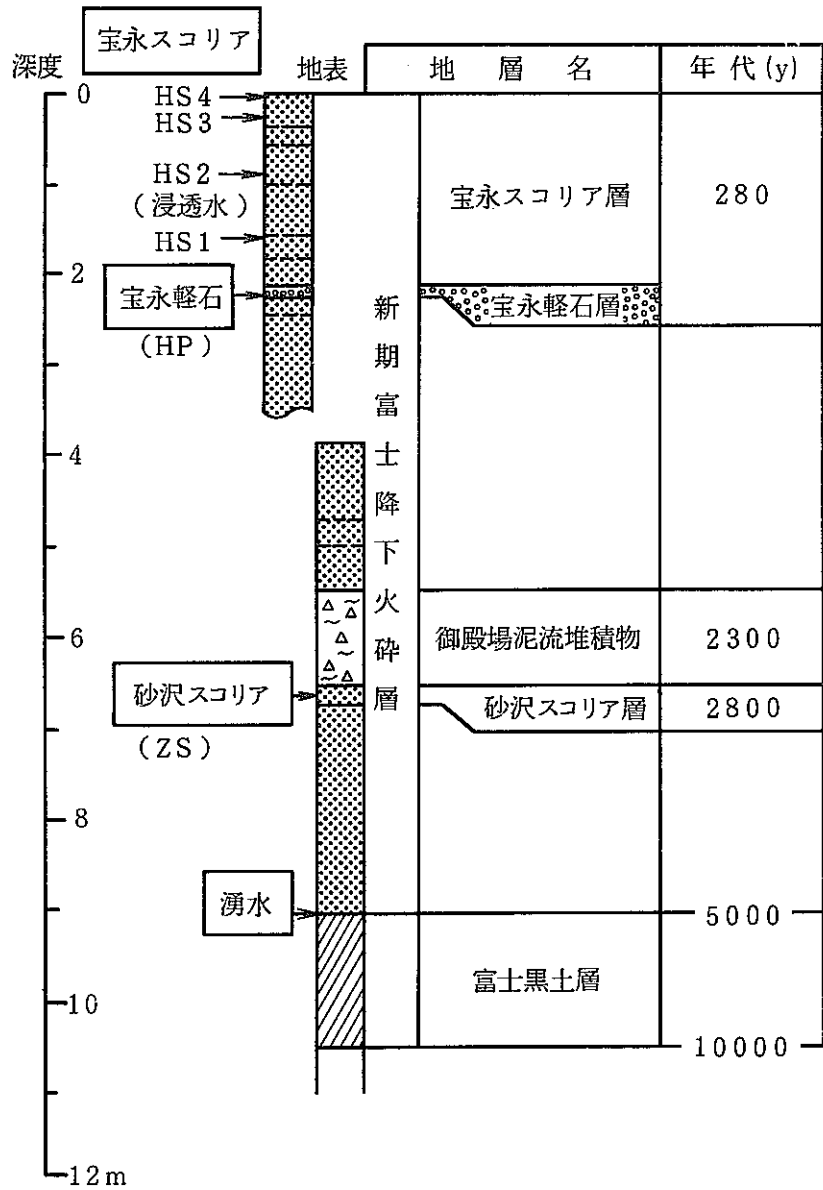 宝永スコリア
深度 地表 地層名 年代(y)
0
HS4
HS3
HS2
(浸透水)
宝永スコリア層 280
HS1
2
宝永軽石
(HP)
宝永軽石層
新期富士降下火砕層
4
6
御殿場泥流堆積物 2300
砂沢スコリア
(ZS)
砂沢スコリア層 2800
8
湧水
5000
富士黒土層
10
10000
12m